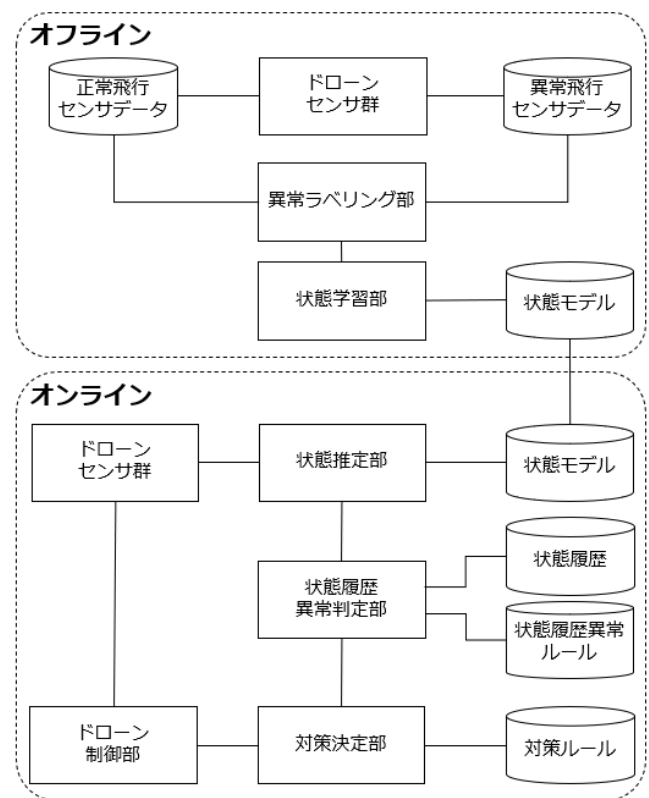 オフライン
正常飛行
センサデータ
ドローン
センサ群
異常飛行
センサデータ
異常ラベリング部
状態学習部
状態モデル
オンライン
ドローン
センサ群
状態推定部
状態モデル
状態履歴
異常判定部
状態履歴
状態履歴異常
ルール
ドローン
制御部
対策決定部
対策ルール